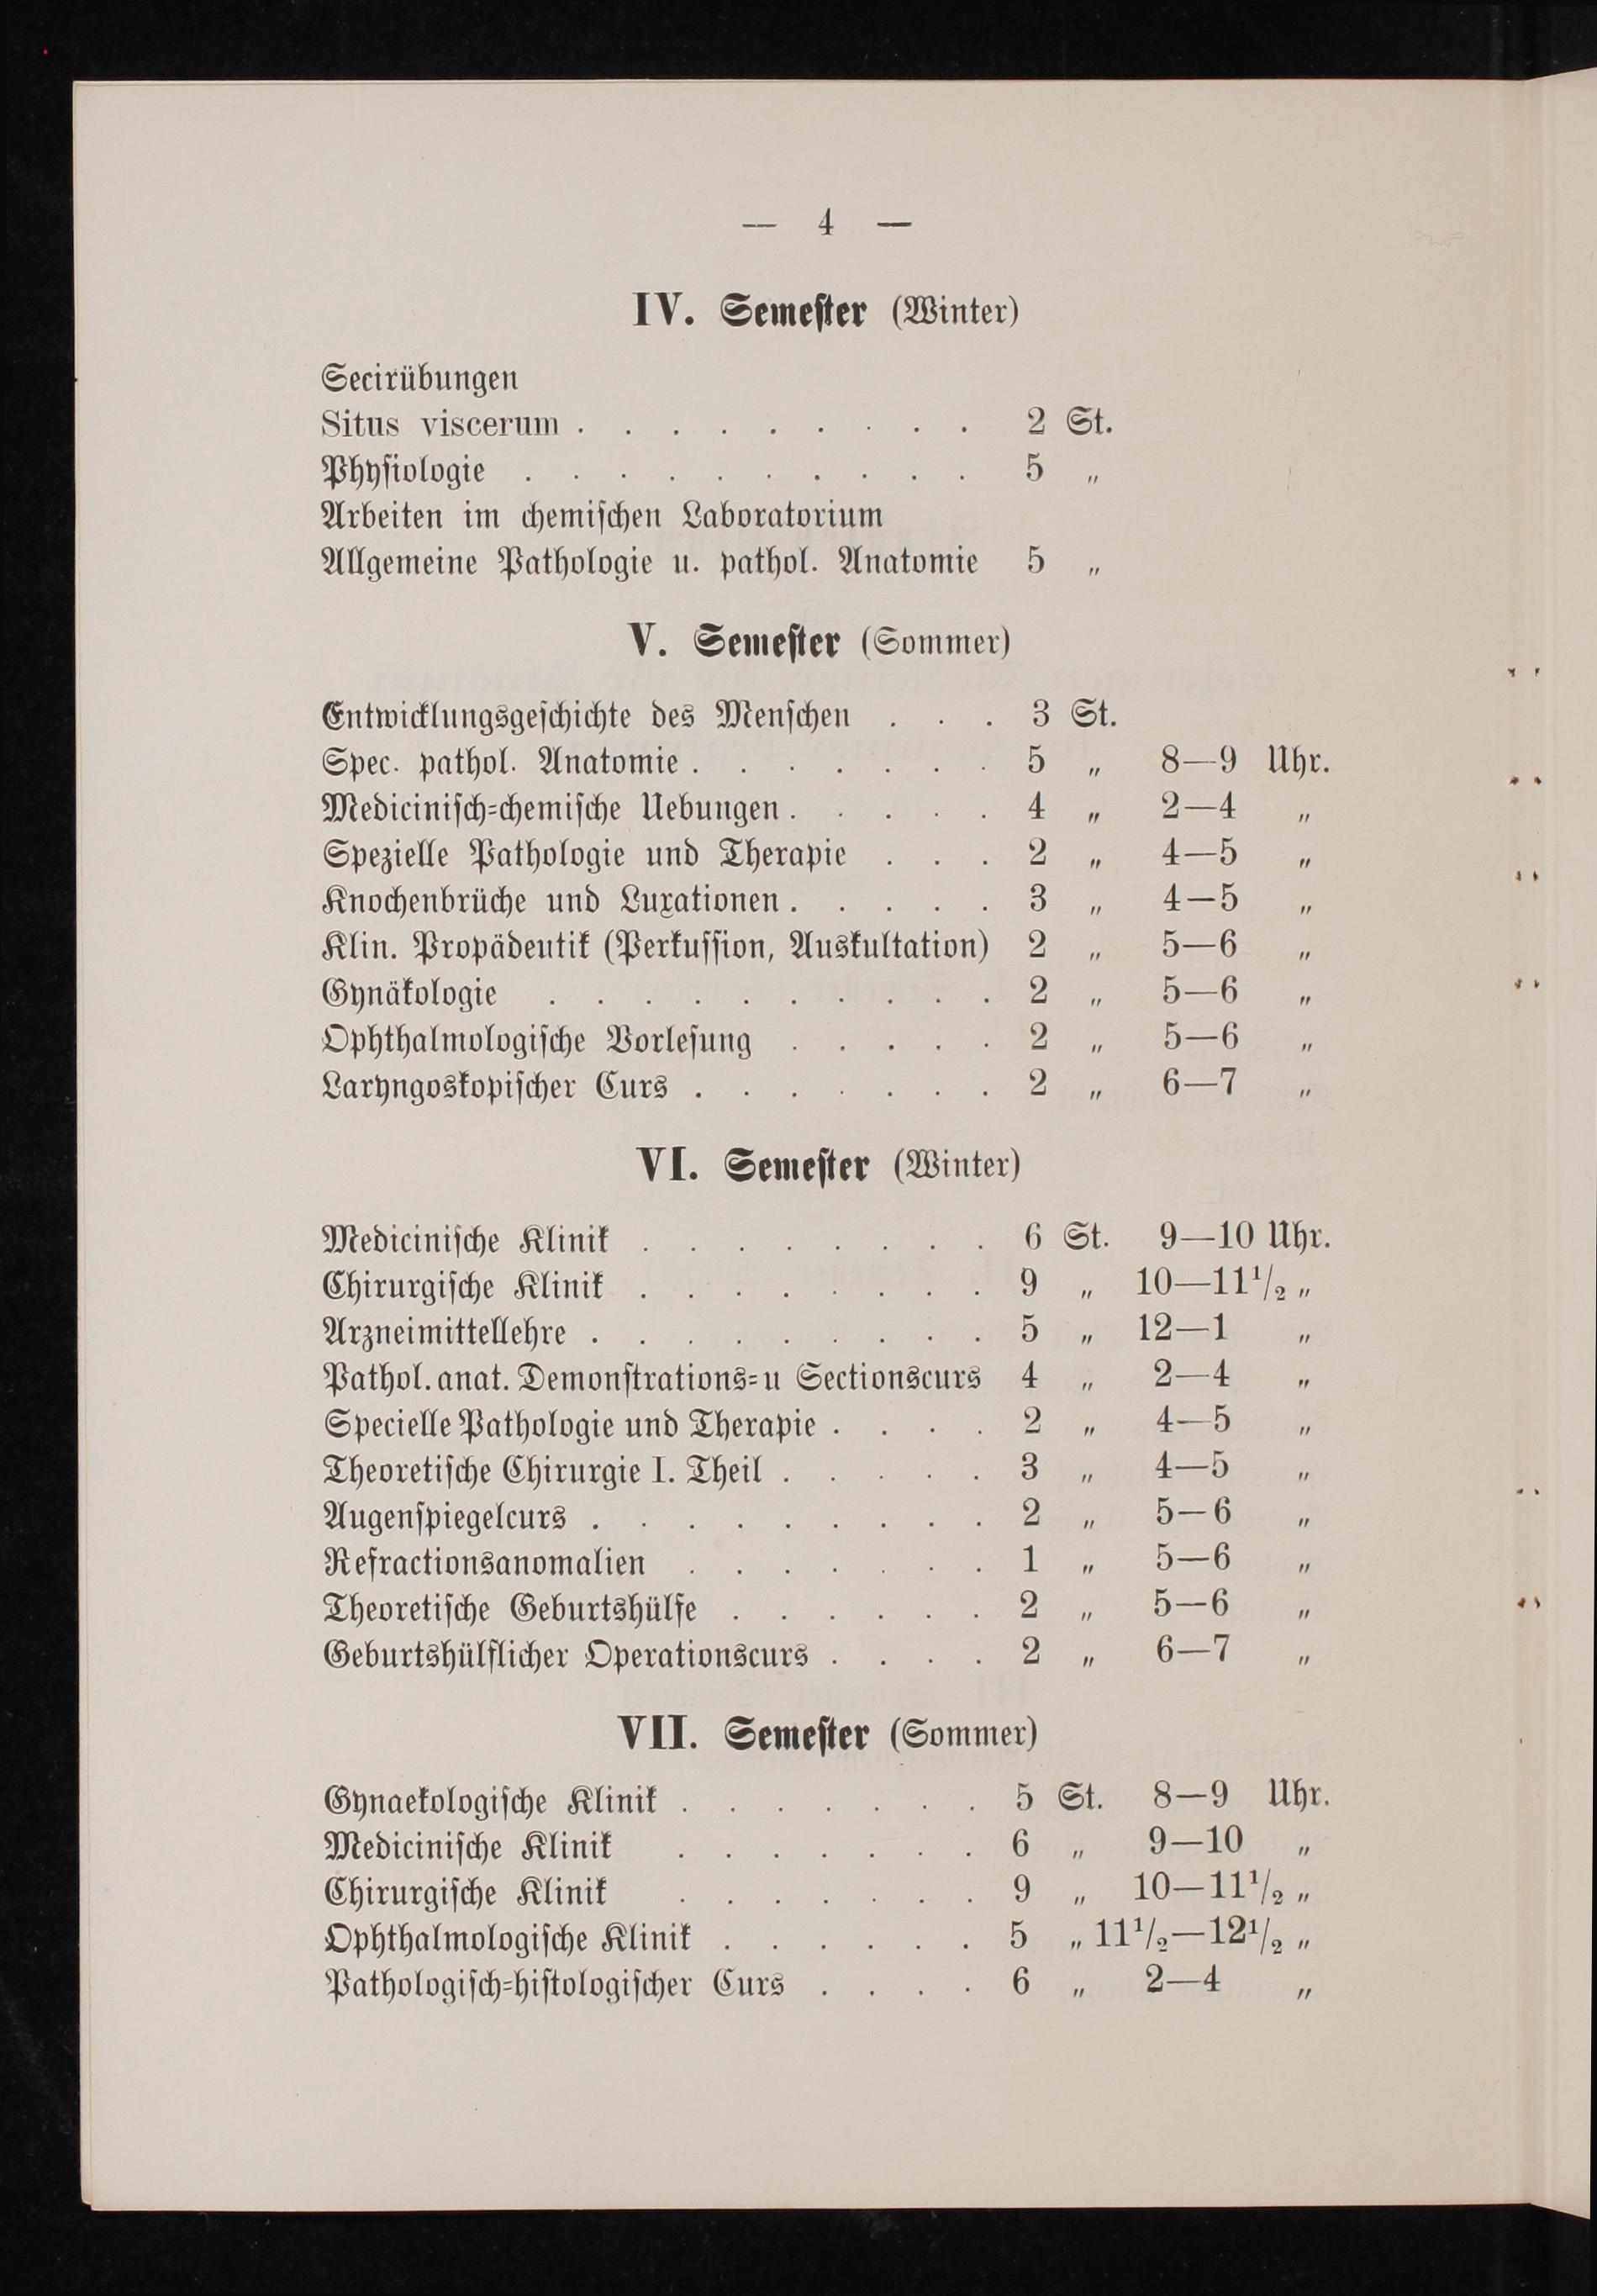 — 4 —
IV. Semeſter (Winter)
Secirübungen
Situs viscerum . . . . . . . . . 2 St.
Phyſiologie . . . . . . . . . . 5 „
Arbeiten im chemiſchen Laboratorium
Allgemeine Pathologie u. pathol. Anatomie 5 „
V. Semeſter (Sommer)
Entwicklungsgeſchichte des Menſchen . . . 3 St.
Spec. pathol. Anatomie . . . . . . . 5 „ 8—9 Uhr.
Mediciniſch-chemiſche Uebungen . . . . . 4 „ 2—4 „
Spezielle Pathologie und Therapie . . . 2 „ 4—5 „
Knochenbrüche und Luxationen . . . . . 3 „ 4—5 „
Klin. Propädeutik (Perkuſſion, Auskultation) 2 „ 5—6 „
Gynäkologie . . . . . . . . . . 2 „ 5—6 „
Ophthalmologiſche Vorleſung . . . . . 2 „ 5—6 „
Laryngoskopiſcher Curs . . . . . . . 2 „ 6—7 „
VI. Semeſter (Winter)
Mediciniſche Klinik . . . . . . . . 6 St. 9—10 Uhr.
Chirurgiſche Klinik . . . . . . . . 9 „ 10—11¹/₂ „
Arzneimittellehre . . . . . . . . . 5 „ 12—1 „
Pathol. anat. Demonſtrations-u Sectionscurs 4 „ 2—4 „
Specielle Pathologie und Therapie . . . . 2 „ 4—5 „
Theoretiſche Chirurgie I. Theil . . . . . 3 „ 4—5 „
Augenſpiegelcurs . . . . . . . . . 2 „ 5—6 „
Refractionsanomalien . . . . . . . 1 „ 5—6 „
Theoretiſche Geburtshülfe . . . . . . 2 „ 5—6 „
Geburtshülflicher Operationscurs . . . . 2 „ 6—7 „
VII. Semeſter (Sommer)
Gynaekologiſche Klinik . . . . . . . 5 St. 8—9 Uhr.
Mediciniſche Klinik . . . . . . . 6 „ 9—10 „
Chirurgiſche Klinik . . . . . . . 9 „ 10—11¹/₂ „
Ophthalmologiſche Klinik . . . . . . 5 „ 11¹/₂—12¹/₂ „
Pathologiſch-hiſtologiſcher Curs . . . . 6 „ 2—4 „